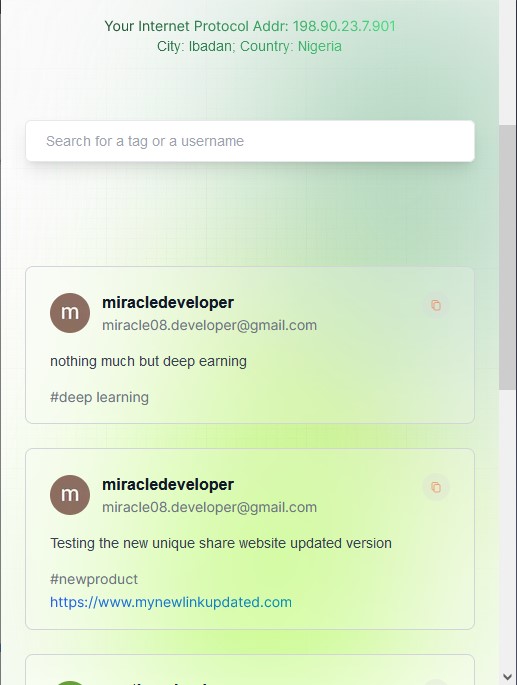 Your Internet Protocol Addr: 198.90.23.7.901
City: Ibadan; Country: Nigeria
Search for a tag or a username
m
miracledeveloper
miracle08.developer@gmail.com
nothing much but deep earning
#deep learning
m
miracledeveloper
miracle08.developer@gmail.com
Testing the new unique share website updated version
#newproduct
https://www.mynewlinkupdated.com